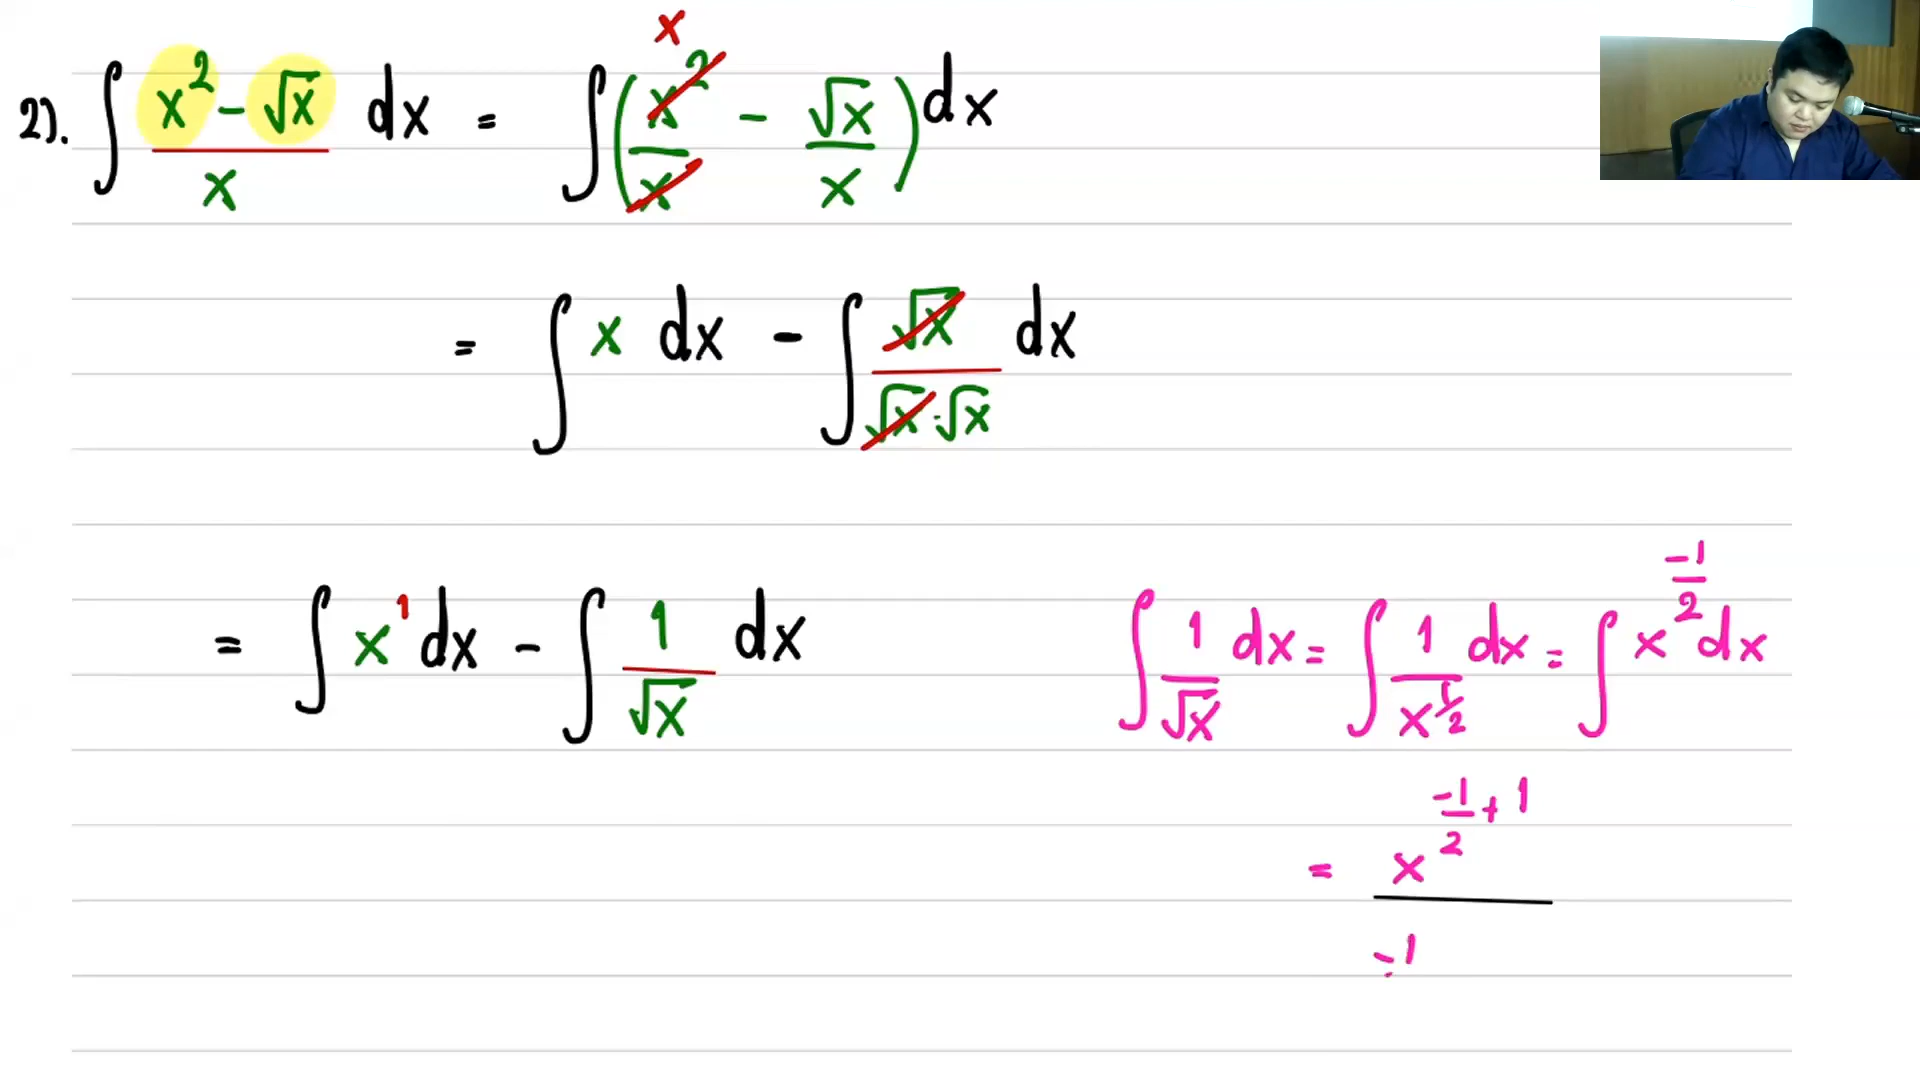 2). ∫ (x² - √x)/x dx = ∫ (x²/x - √x/x) dx
x
= ∫ x dx - ∫ √x/(√x·√x) dx
= ∫ x¹ dx - ∫ 1/√x dx
∫ 1/√x dx = ∫ 1/x^(1/2) dx = ∫ x^(-1/2) dx
= x^(-1/2 + 1)
-1